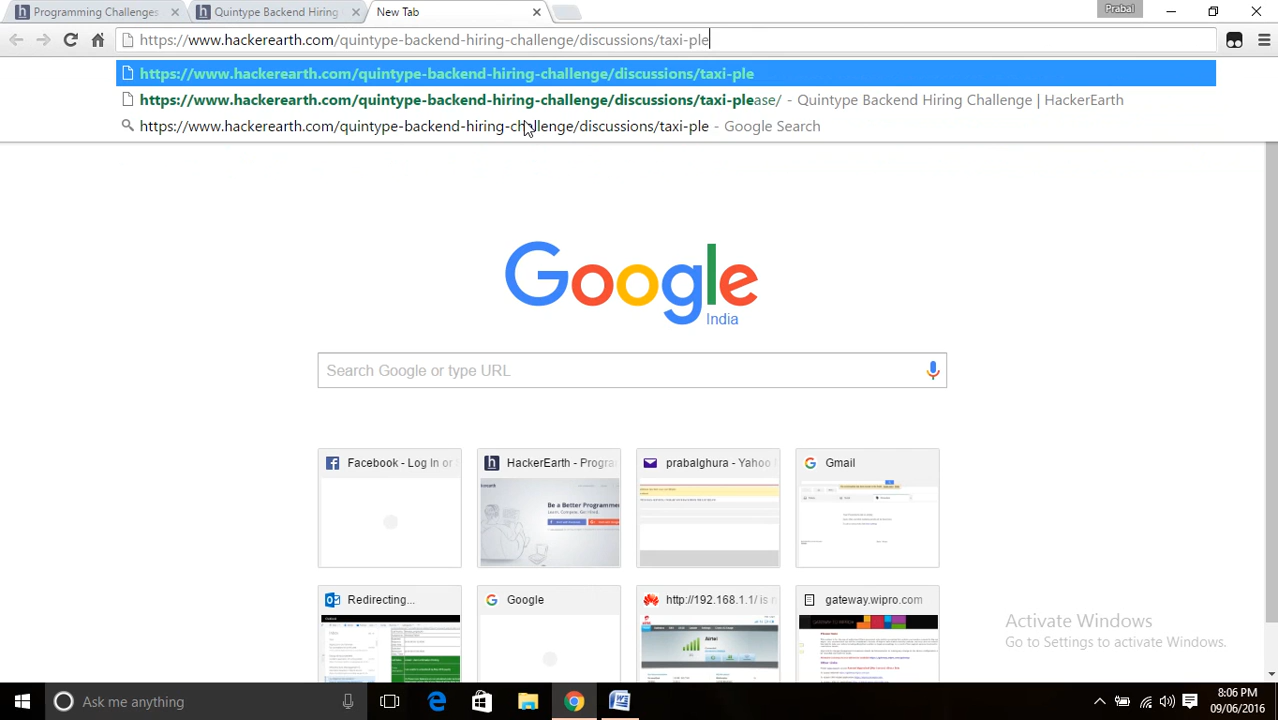 Programming Challenges
Quintype Backend Hiring
New Tab
Prabal
https://www.hackerearth.com/quintype-backend-hiring-challenge/discussions/taxi-ple
https://www.hackerearth.com/quintype-backend-hiring-challenge/discussions/taxi-ple
https://www.hackerearth.com/quintype-backend-hiring-challenge/discussions/taxi-please/ - Quintype Backend Hiring Challenge | HackerEarth
https://www.hackerearth.com/quintype-backend-hiring-challenge/discussions/taxi-ple - Google Search
Google
India
Search Google or type URL
Facebook - Log In or
HackerEarth - Progra
prabalghura - Yahoo
Gmail
Be a Better Programmer
Redirecting...
Google
http://192.168.1.1/ is n
gateway.wipro.com
Airtel
Activate Windows
Go to Settings to activate Windows.
Ask me anything
8:06 PM
09/06/2016